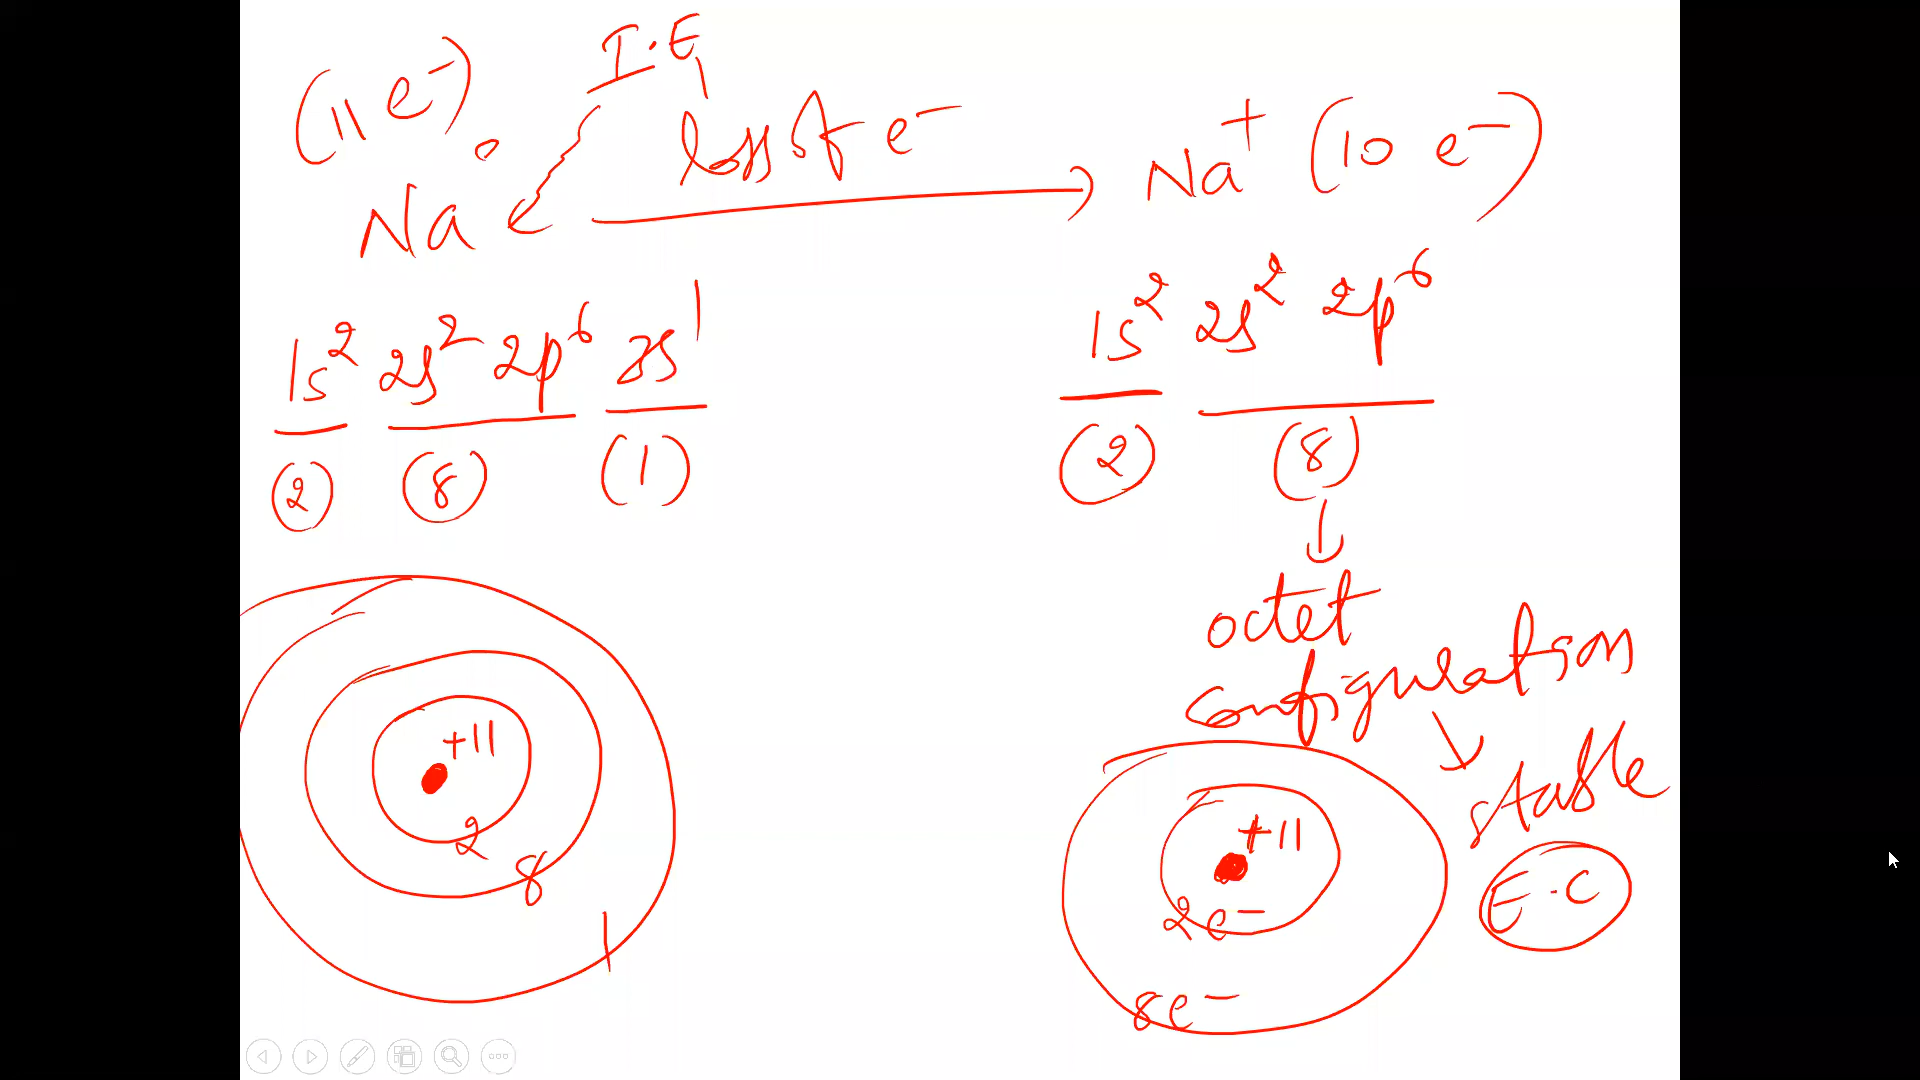 I.E₁
(11 e⁻) loss of e⁻
Na° Na⁺ (10 e⁻)
1s² 2s² 2p⁶ 3s¹ 1s² 2s² 2p⁶
(2) (8) (1) (2) (8)
octet
configuration
stable
E.C
+11
2
8
1
+11
2e⁻
8e⁻